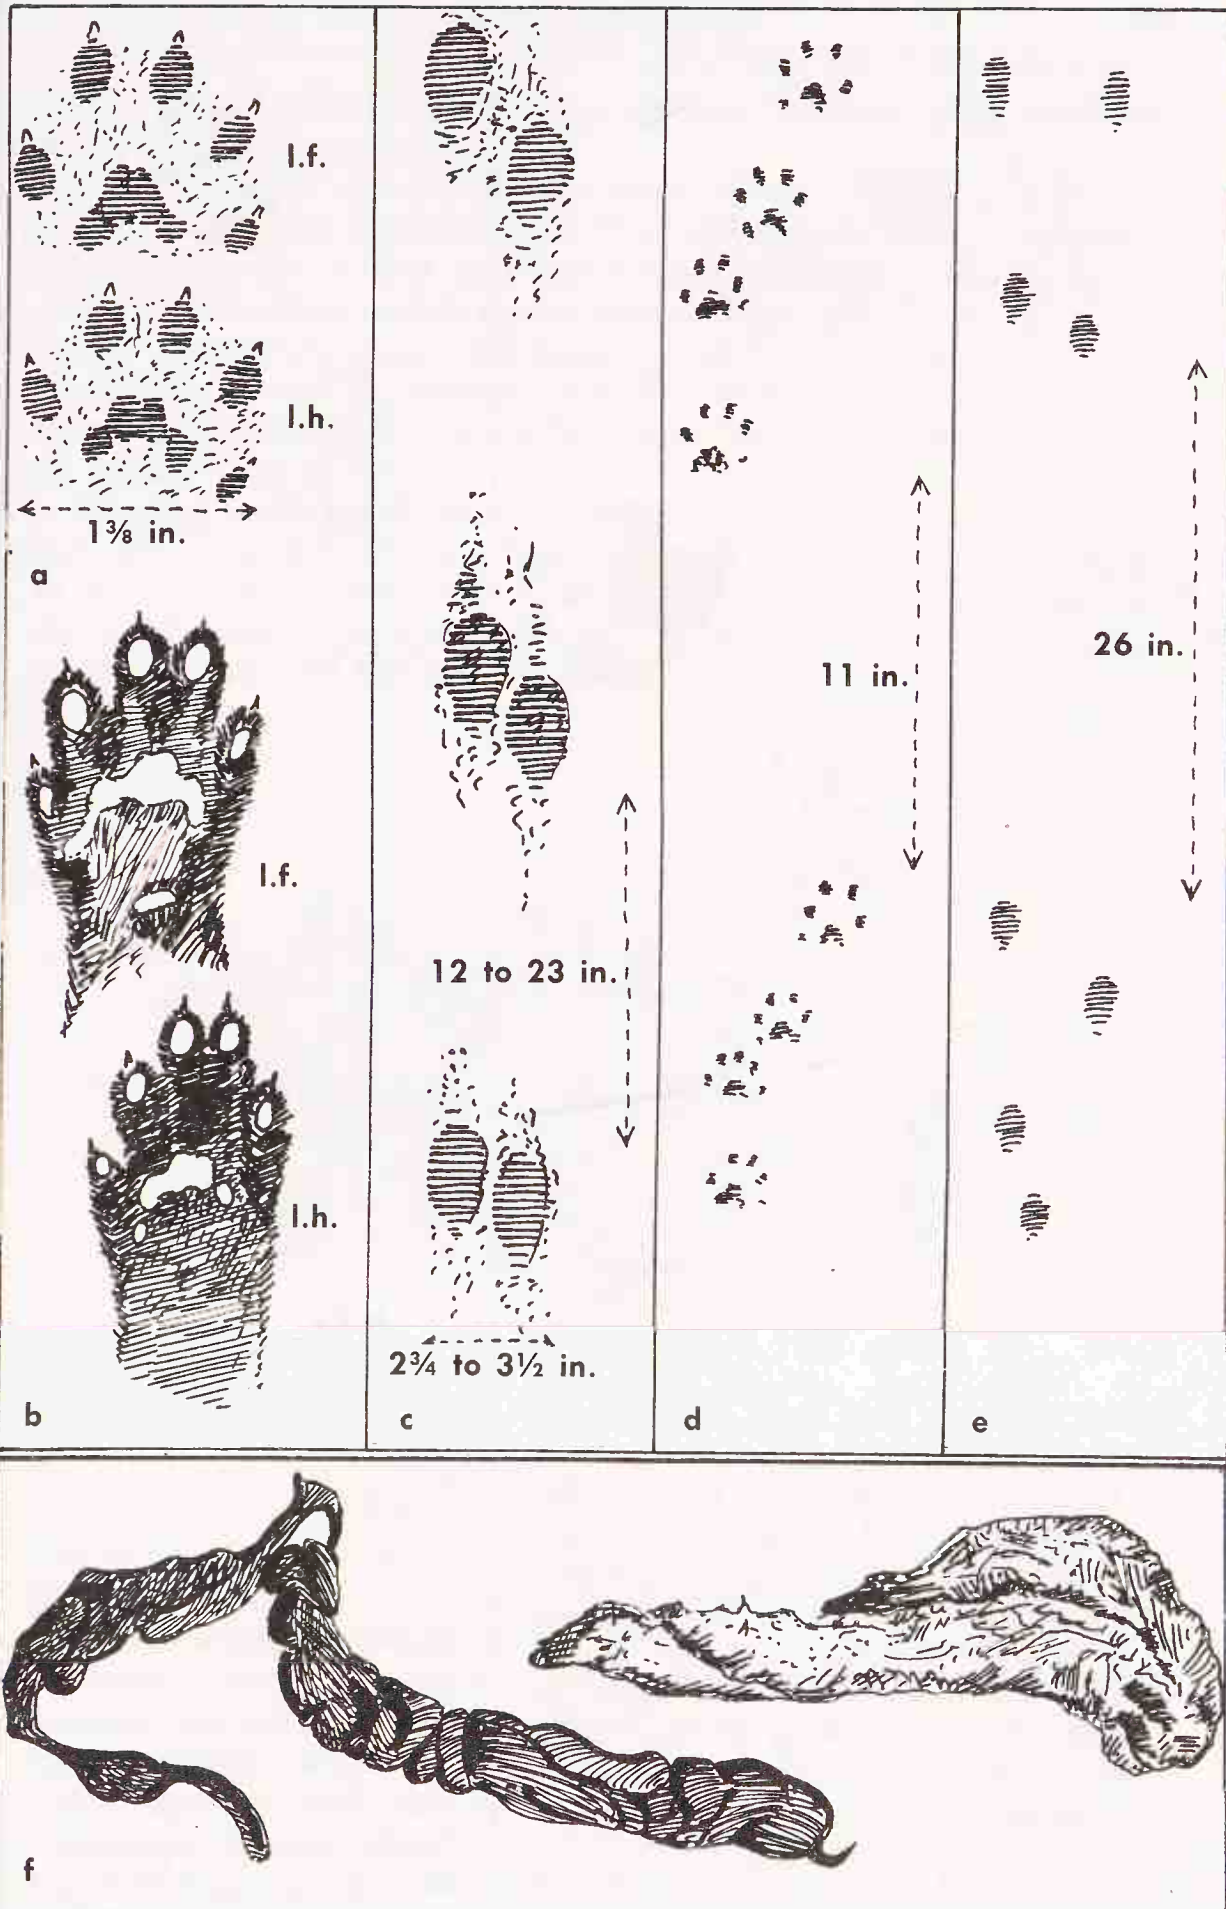 l.f.
l.h.
1⅜ in.
a
l.f.
l.h.
b
12 to 23 in.
2¾ to 3½ in.
c
11 in.
d
26 in.
e
f